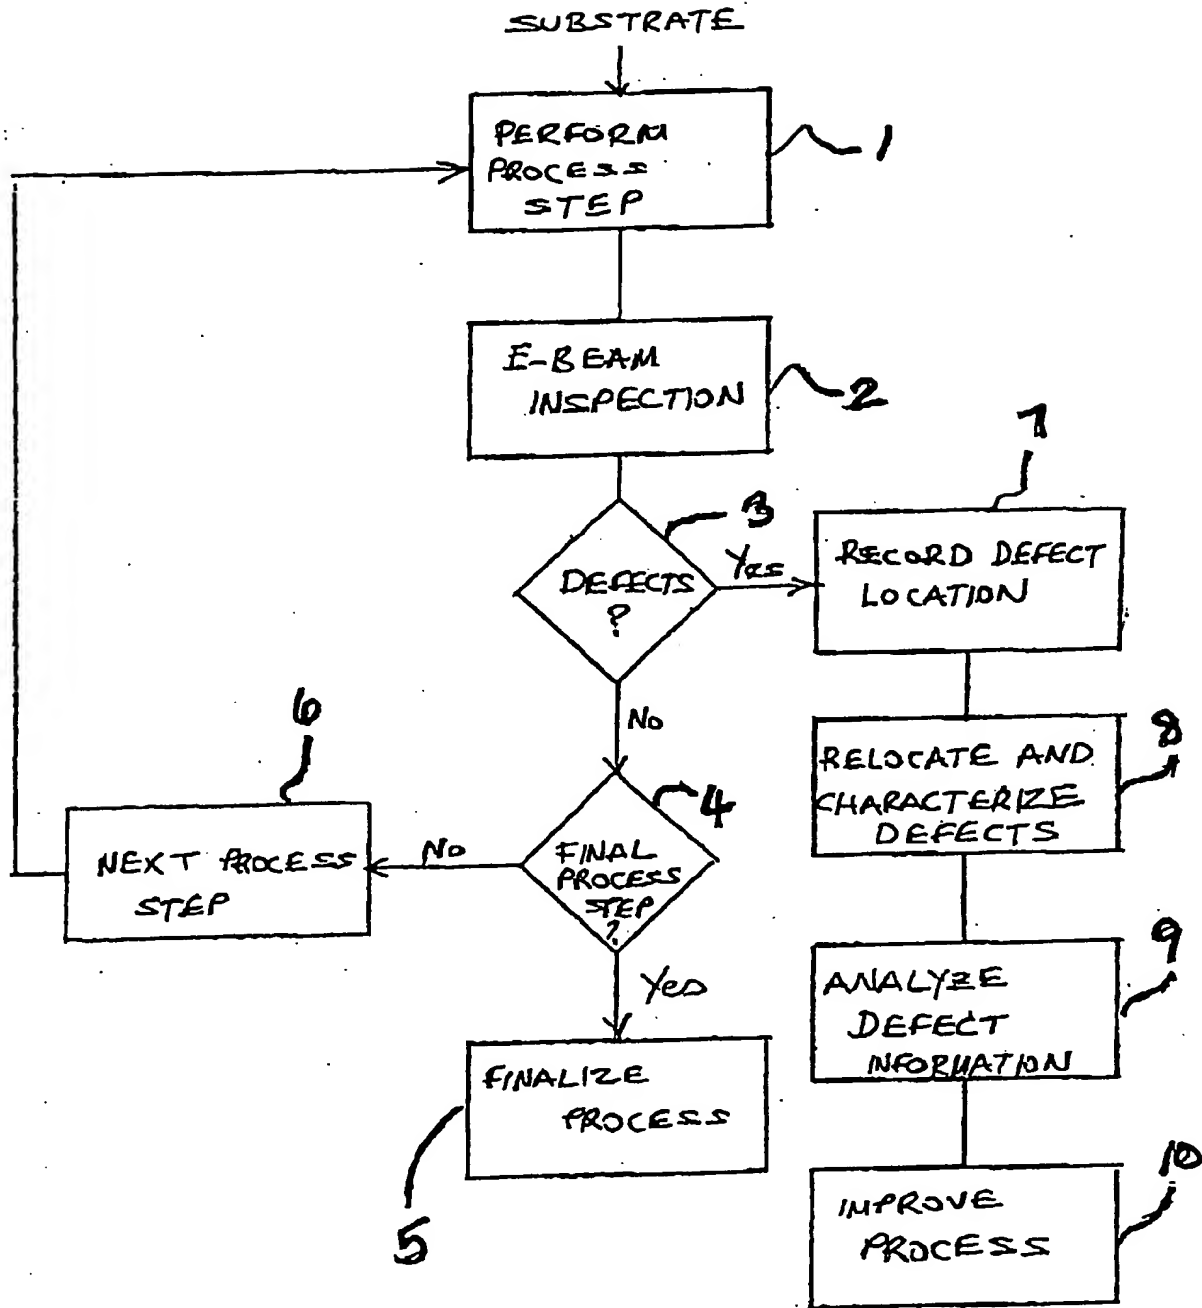 SUBSTRATE
PERFORM
PROCESS
STEP
1
E-BEAM
INSPECTION
2
DEFECTS
?
3
Yes
RECORD DEFECT
LOCATION
7
No
RELOCATE AND
CHARACTERIZE
DEFECTS
8
FINAL
PROCESS
STEP
?
4
No
NEXT PROCESS
STEP
6
Yes
ANALYZE
DEFECT
INFORMATION
9
FINALIZE
PROCESS
5
IMPROVE
PROCESS
10